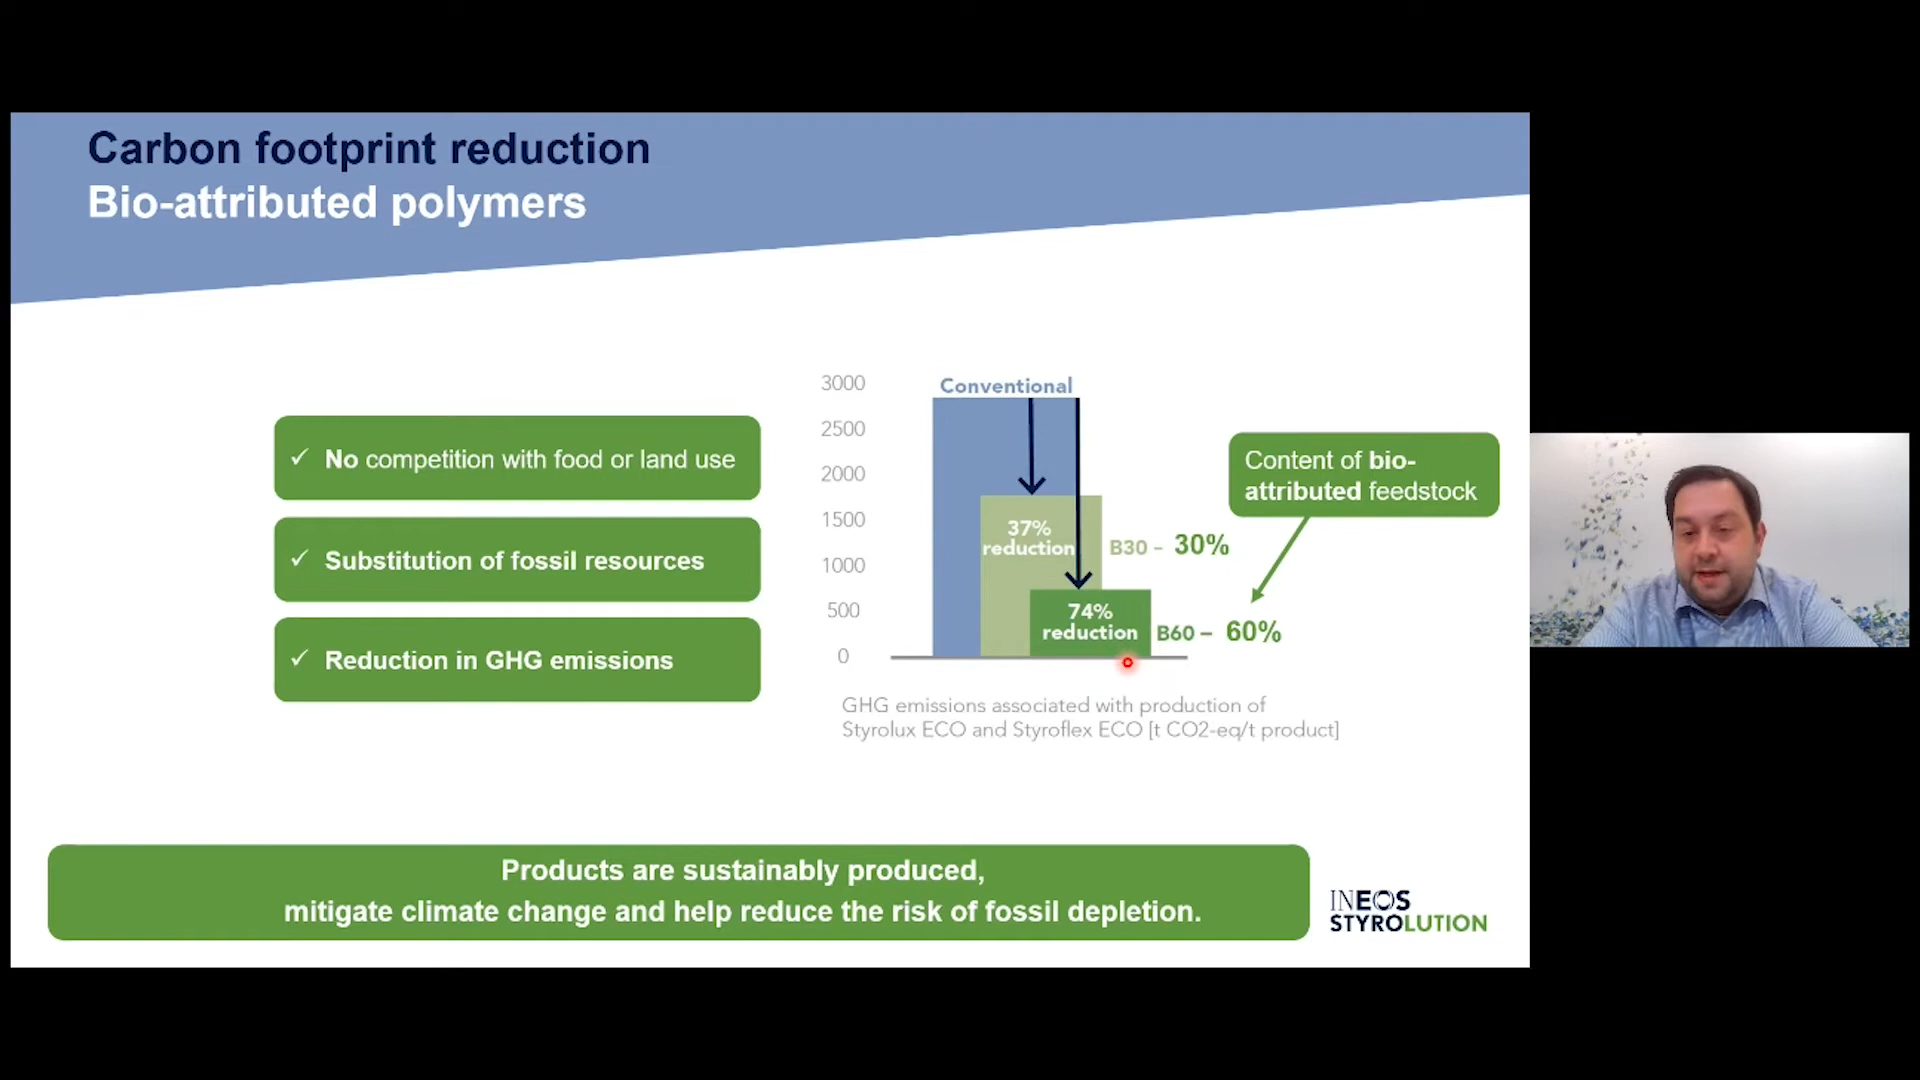 Carbon footprint reduction
Bio-attributed polymers
✓ No competition with food or land use
✓ Substitution of fossil resources
✓ Reduction in GHG emissions
3000
2500
2000
1500
1000
500
0
Conventional
37%
reduction
B30 – 30%
74%
reduction
B60 – 60%
Content of bio-
attributed feedstock
GHG emissions associated with production of
Styrolux ECO and Styroflex ECO [t CO2-eq/t product]
Products are sustainably produced,
mitigate climate change and help reduce the risk of fossil depletion.
INEOS
STYROLUTION